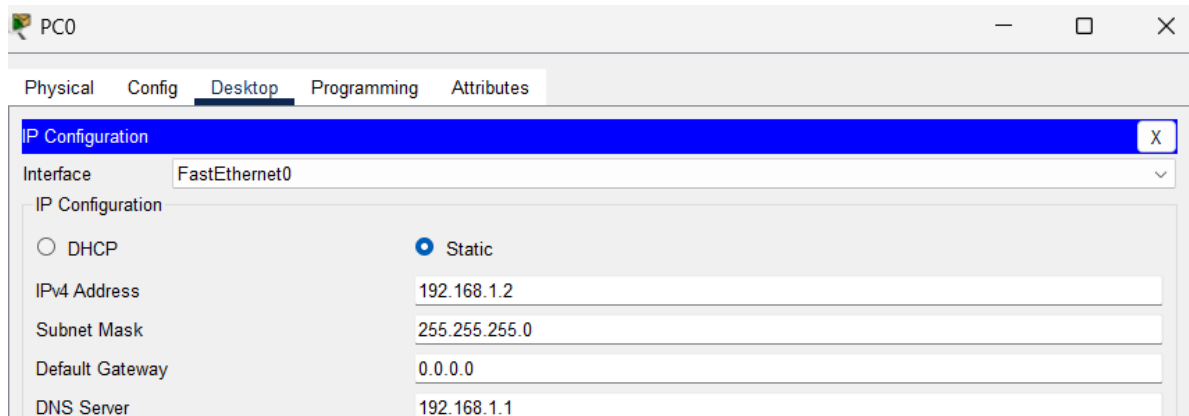 PC0
Physical Config Desktop Programming Attributes
IP Configuration X
Interface FastEthernet0
IP Configuration
DHCP Static
IPv4 Address 192.168.1.2
Subnet Mask 255.255.255.0
Default Gateway 0.0.0.0
DNS Server 192.168.1.1